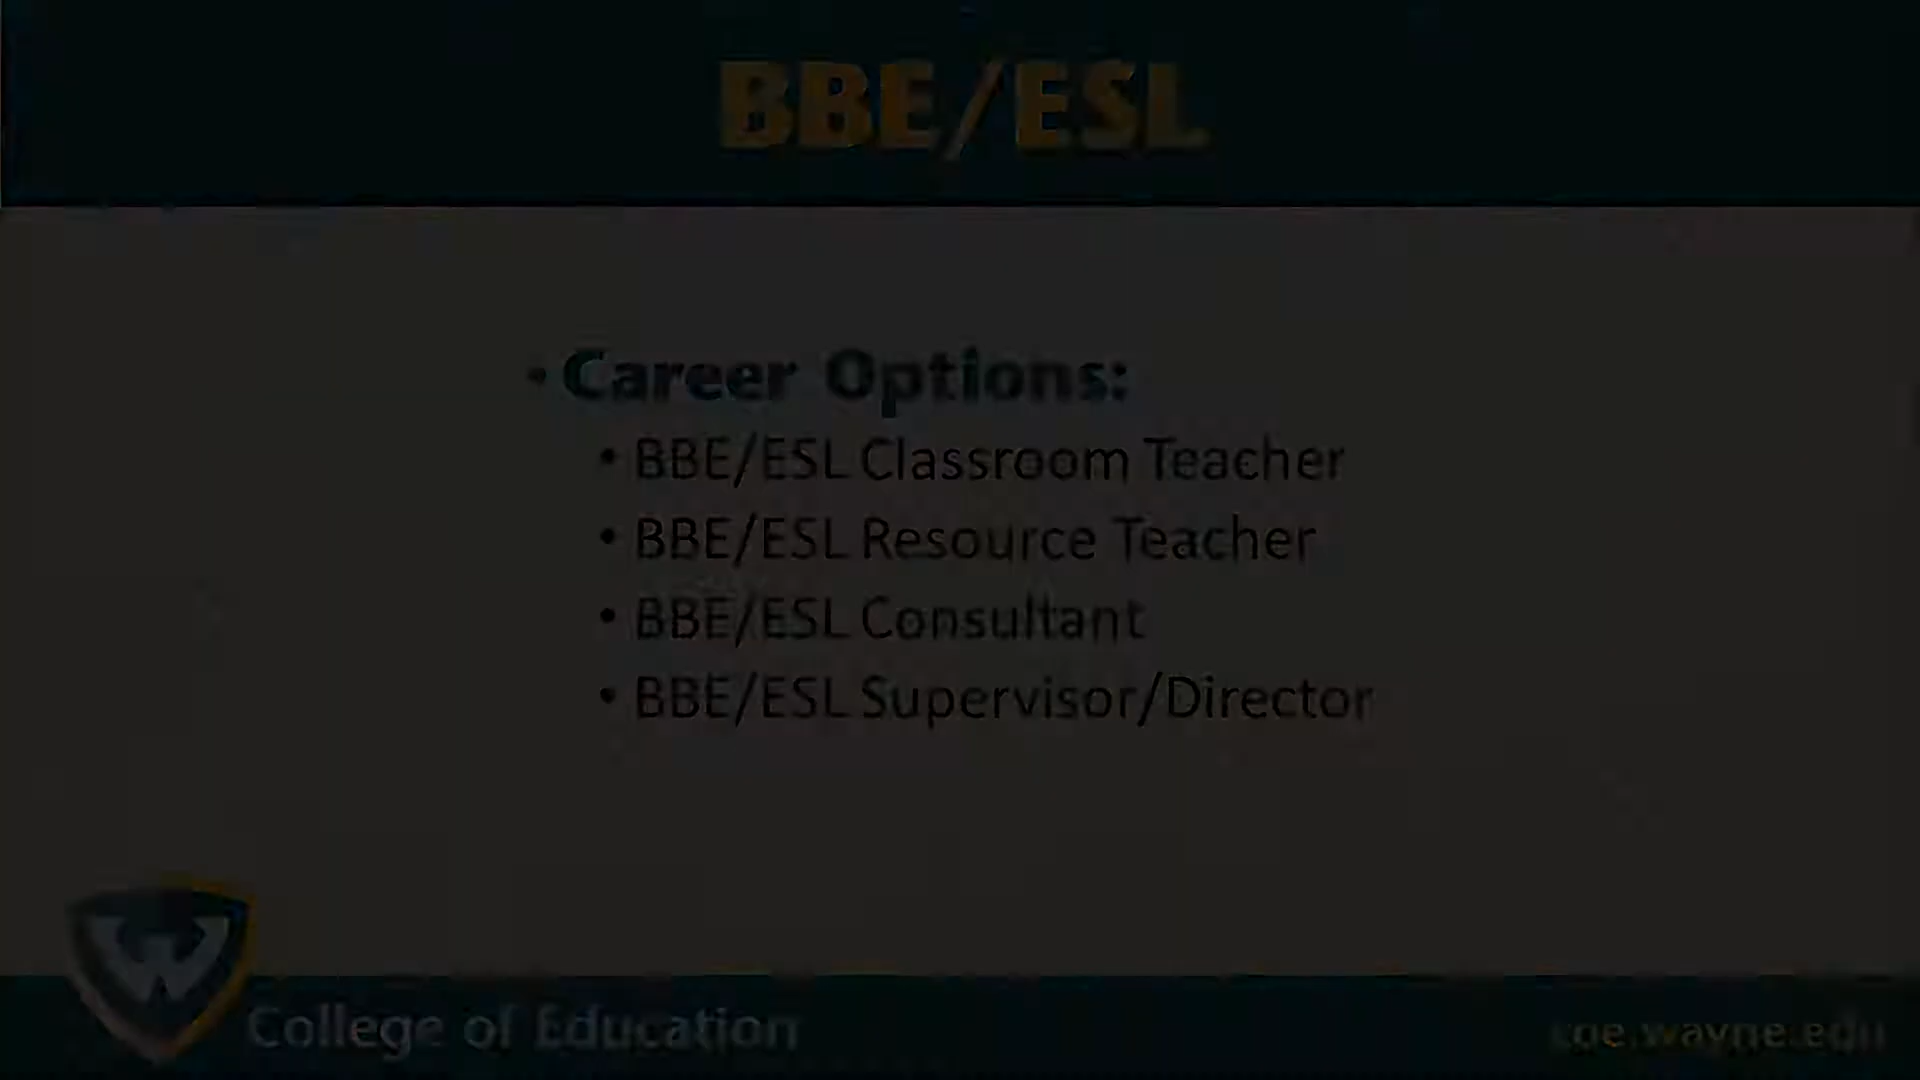 BBE/ESL
• Career Options:
• BBE/ESL Classroom Teacher
• BBE/ESL Resource Teacher
• BBE/ESL Consultant
• BBE/ESL Supervisor/Director
W
College of Education
coe.wayne.edu